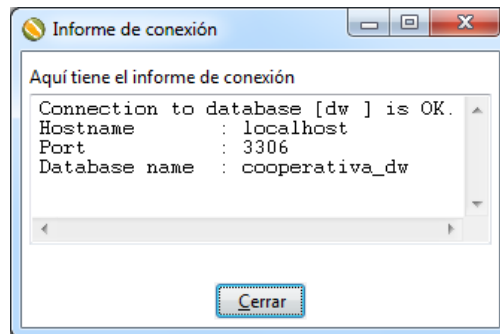 Informe de conexión
Aquí tiene el informe de conexión
Connection to database [dw ] is OK.
Hostname       : localhost
Port           : 3306
Database name  : cooperativa_dw
Cerrar